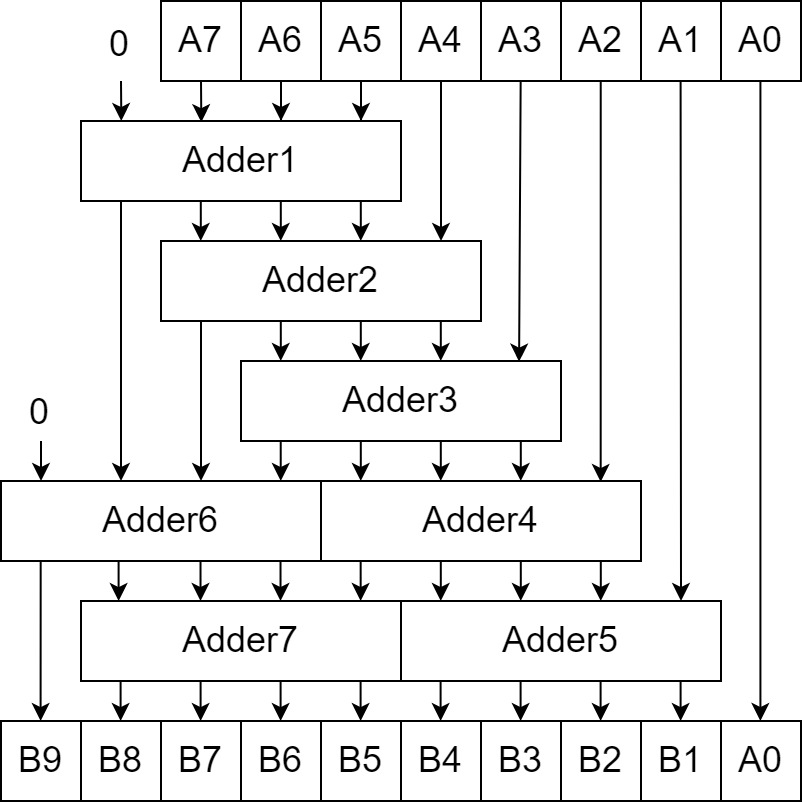 0 A7 A6 A5 A4 A3 A2 A1 A0
Adder1
Adder2
Adder3
0
Adder6 Adder4
Adder7 Adder5
B9 B8 B7 B6 B5 B4 B3 B2 B1 A0